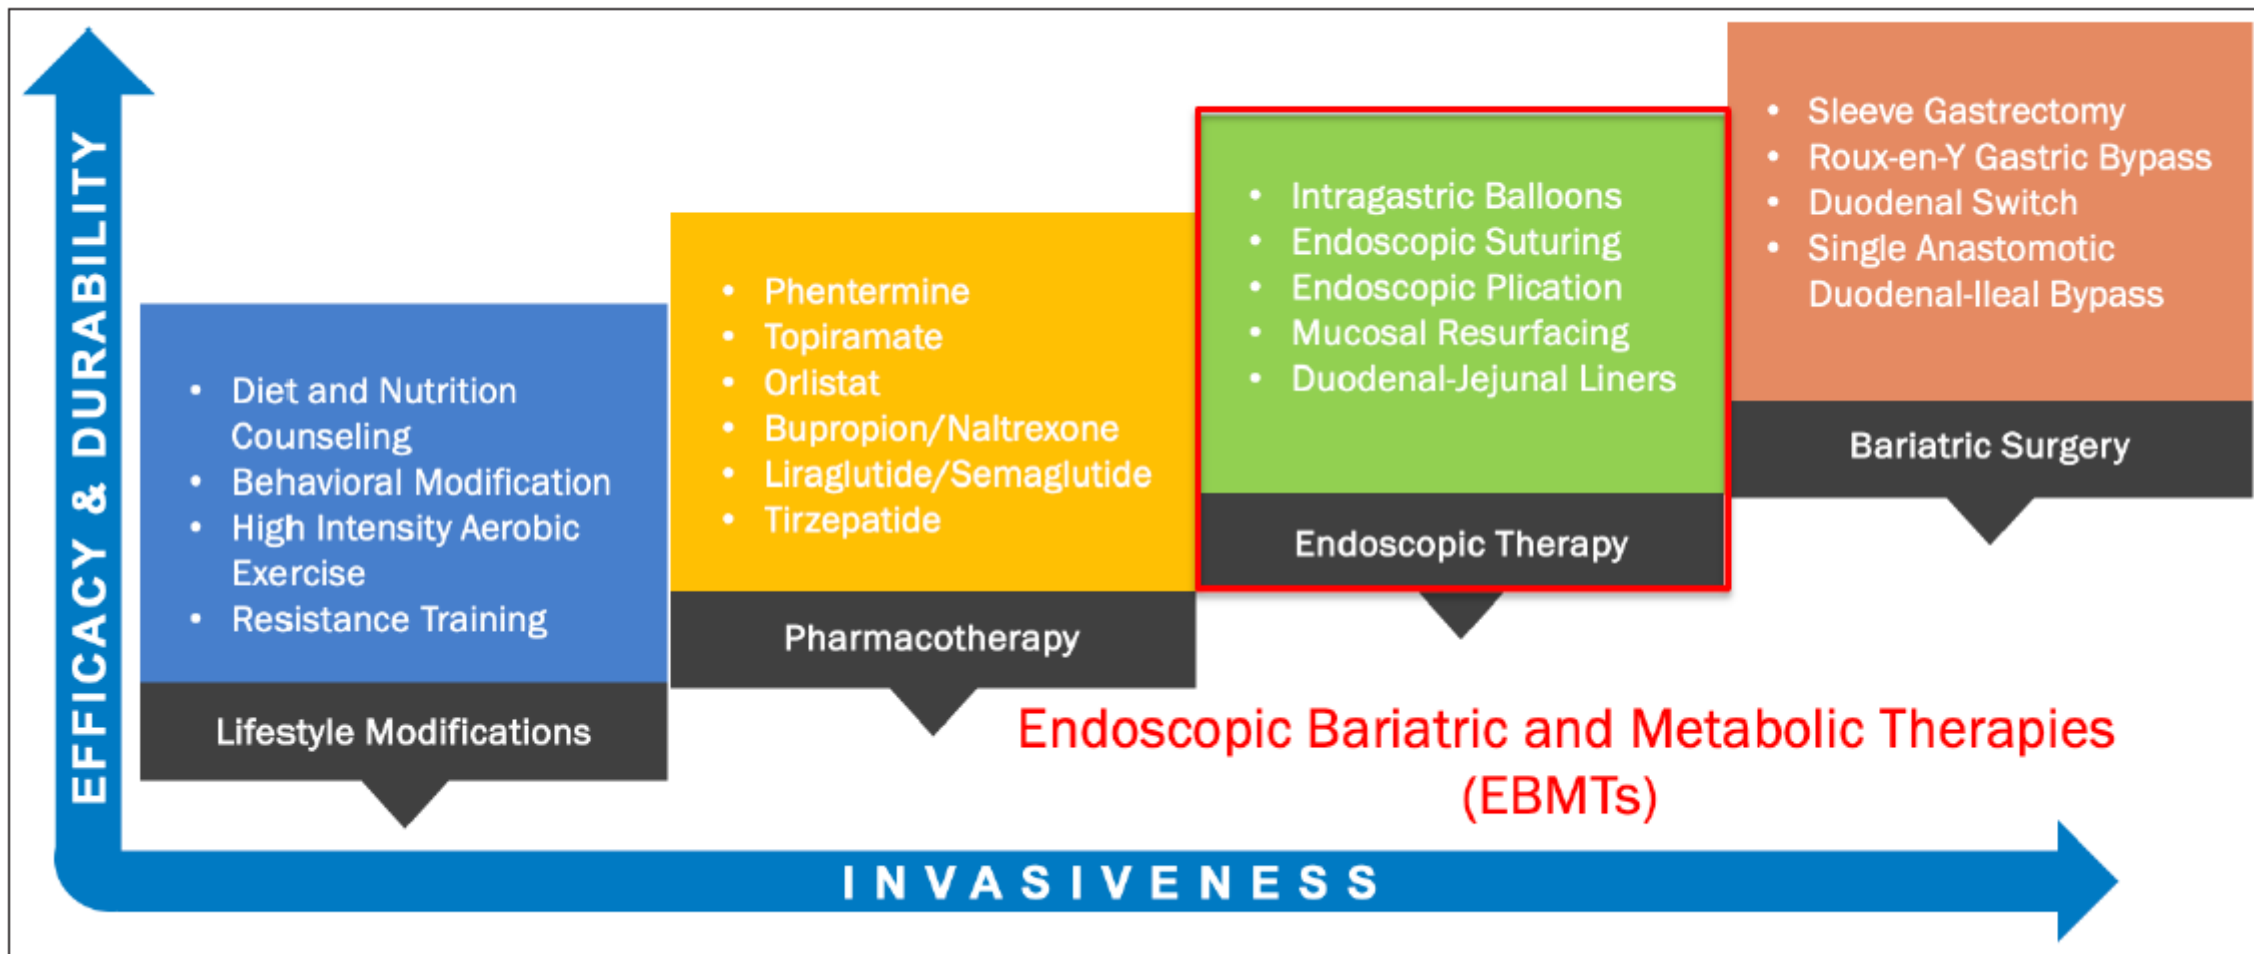 EFFICACY & DURABILITY
• Diet and Nutrition
Counseling
• Behavioral Modification
• High Intensity Aerobic
Exercise
• Resistance Training
Lifestyle Modifications
• Phentermine
• Topiramate
• Orlistat
• Bupropion/Naltrexone
• Liraglutide/Semaglutide
• Tirzepatide
Pharmacotherapy
• Intragastric Balloons
• Endoscopic Suturing
• Endoscopic Plication
• Mucosal Resurfacing
• Duodenal-Jejunal Liners
Endoscopic Therapy
• Sleeve Gastrectomy
• Roux-en-Y Gastric Bypass
• Duodenal Switch
• Single Anastomotic
Duodenal-Ileal Bypass
Bariatric Surgery
Endoscopic Bariatric and Metabolic Therapies
(EBMTs)
INVASIVENESS